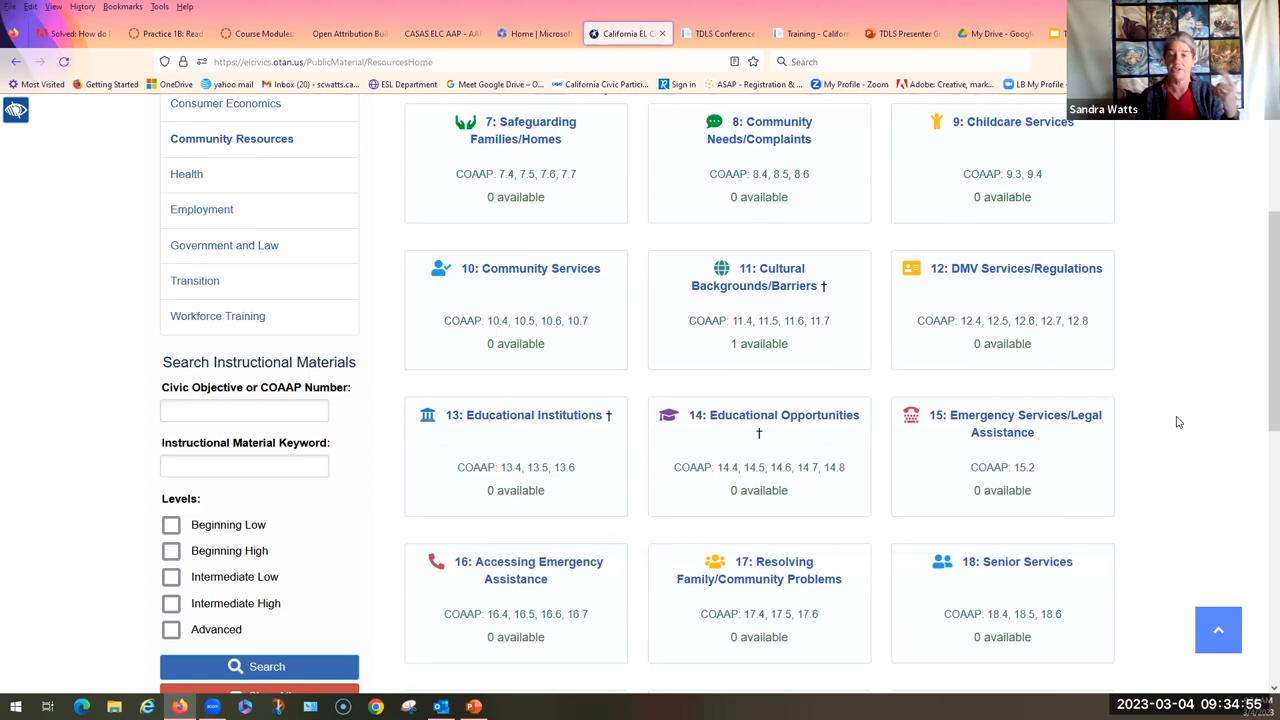 File Edit View History Bookmarks Tools Help
Solved: How do I
Practice 1B: Read
Course Modules:
Open Attribution Build
CASAS ELC AAP - AAP
Home | Microsoft
California EL Ci
TDLS Conference
Training - Califor
TDLS Presenter Gu
My Drive - Google
https://elcivics.otan.us/PublicMaterial/ResourcesHome
Search
Most Visited
Getting Started
OneDrive
yahoo mail
Inbox (20) - scwatts.ca...
ESL Department
Meet Google Drive – O...
California Civic Partici...
Sign in
ASAP - Registration & ...
My Profile - Zoom
Adobe: Creative, mark...
LB My Profile -
Sandra Watts
Consumer Economics
Community Resources
Health
Employment
Government and Law
Transition
Workforce Training
Search Instructional Materials
Civic Objective or COAAP Number:
Instructional Material Keyword:
Levels:
Beginning Low
Beginning High
Intermediate Low
Intermediate High
Advanced
Search
7: Safeguarding
Families/Homes
COAAP: 7.4, 7.5, 7.6, 7.7
0 available
8: Community
Needs/Complaints
COAAP: 8.4, 8.5, 8.6
0 available
9: Childcare Services
COAAP: 9.3, 9.4
0 available
10: Community Services
COAAP: 10.4, 10.5, 10.6, 10.7
0 available
11: Cultural
Backgrounds/Barriers †
COAAP: 11.4, 11.5, 11.6, 11.7
1 available
12: DMV Services/Regulations
COAAP: 12.4, 12.5, 12.6, 12.7, 12.8
0 available
13: Educational Institutions †
COAAP: 13.4, 13.5, 13.6
0 available
14: Educational Opportunities
†
COAAP: 14.4, 14.5, 14.6, 14.7, 14.8
0 available
15: Emergency Services/Legal
Assistance
COAAP: 15.2
0 available
16: Accessing Emergency
Assistance
COAAP: 16.4, 16.5, 16.6, 16.7
0 available
17: Resolving
Family/Community Problems
COAAP: 17.4, 17.5, 17.6
0 available
18: Senior Services
COAAP: 18.4, 18.5, 18.6
0 available
2023-03-04 09:34:55